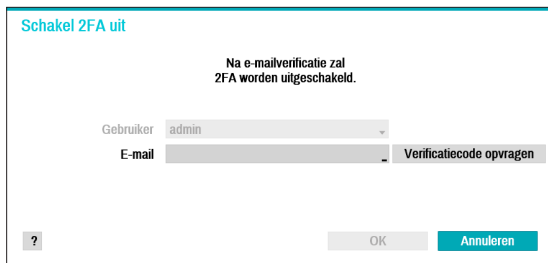 Schakel 2FA uit
Na e-mailverificatie zal
2FA worden uitgeschakeld.
Gebruiker admin
E-mail Verificatiecode opvragen
? OK Annuleren